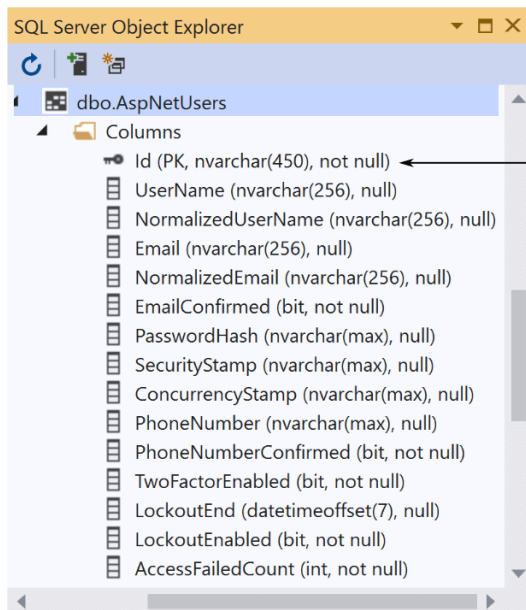 SQL Server Object Explorer
dbo.AspNetUsers
Columns
Id (PK, nvarchar(450), not null)
UserName (nvarchar(256), null)
NormalizedUserName (nvarchar(256), null)
Email (nvarchar(256), null)
NormalizedEmail (nvarchar(256), null)
EmailConfirmed (bit, not null)
PasswordHash (nvarchar(max), null)
SecurityStamp (nvarchar(max), null)
ConcurrencyStamp (nvarchar(max), null)
PhoneNumber (nvarchar(max), null)
PhoneNumberConfirmed (bit, not null)
TwoFactorEnabled (bit, not null)
LockoutEnd (datetimeoffset(7), null)
LockoutEnabled (bit, not null)
AccessFailedCount (int, not null)